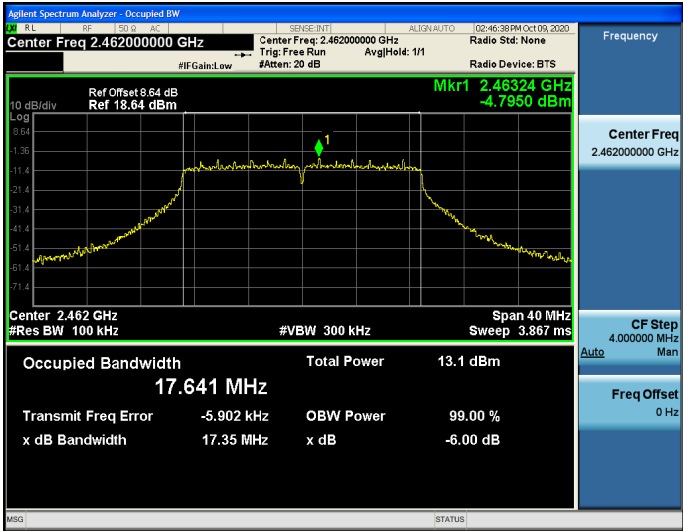 Agilent Spectrum Analyzer - Occupied BW
RL RF 50 Ω AC SENSE:INT ALIGN AUTO 02:46:38 PM Oct 09, 2020
Center Freq 2.462000000 GHz
Center Freq: 2.462000000 GHz
Radio Std: None
Trig: Free Run Avg|Hold: 1/1
#IFGain:Low #Atten: 20 dB Radio Device: BTS
Frequency
Ref Offset 8.64 dB
Mkr1 2.46324 GHz
10 dB/div Ref 18.64 dBm -4.7950 dBm
Log
8.64
1
-1.36
-11.4
-21.4
-31.4
-41.4
-51.4
-61.4
-71.4
Center Freq
2.462000000 GHz
Center 2.462 GHz Span 40 MHz
#Res BW 100 kHz #VBW 300 kHz Sweep 3.867 ms
CF Step
4.000000 MHz
Auto Man
Occupied Bandwidth Total Power 13.1 dBm
17.641 MHz
Transmit Freq Error -5.902 kHz OBW Power 99.00 %
x dB Bandwidth 17.35 MHz x dB -6.00 dB
Freq Offset
0 Hz
MSG STATUS